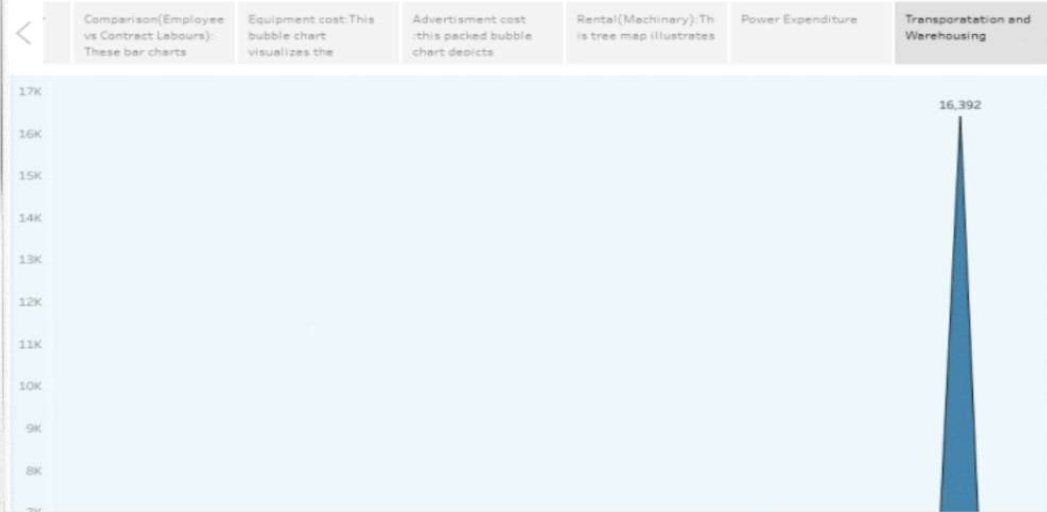 Comparison(Employee
vs Contract Labours):
These bar charts
Equipment cost:This
bubble chart
visualizes the
Advertisment cost
:this packed bubble
chart depicts
Rental(Machinary):Th
is tree map illustrates
Power Expenditure
Transporatation and
Warehousing
17K
16,392
16K
15K
14K
13K
12K
11K
10K
9K
8K
7K